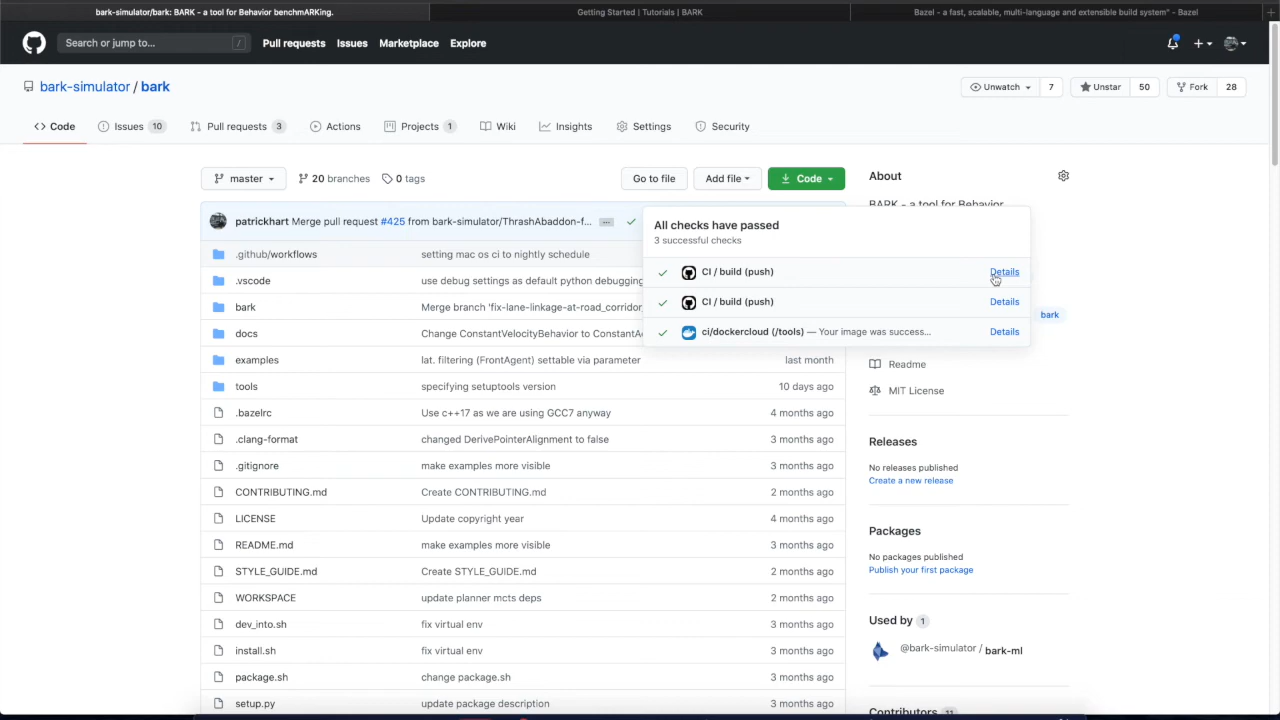 bark-simulator/bark: BARK - a tool for Behavior benchmARKing.
Getting Started | Tutorials | BARK
Bazel - a fast, scalable, multi-language and extensible build system" - Bazel
Search or jump to... /
Pull requests
Issues
Marketplace
Explore
bark-simulator / bark
Unwatch 7
Unstar 50
Fork 28
Code
Issues 10
Pull requests 3
Actions
Projects 1
Wiki
Insights
Settings
Security
master
20 branches
0 tags
Go to file
Add file
Code
patrickhart Merge pull request #425 from bark-simulator/ThrashAbaddon-f... ...
All checks have passed
3 successful checks
CI / build (push) Details
CI / build (push) Details
ci/dockercloud (/tools) — Your image was success... Details
.github/workflows setting mac os ci to nightly schedule
.vscode use debug settings as default python debugging
bark Merge branch 'fix-lane-linkage-at-road_corridor_
docs Change ConstantVelocityBehavior to ConstantAc
examples lat. filtering (FrontAgent) settable via parameter last month
tools specifying setuptools version 10 days ago
.bazelrc Use c++17 as we are using GCC7 anyway 4 months ago
.clang-format changed DerivePointerAlignment to false 3 months ago
.gitignore make examples more visible 3 months ago
CONTRIBUTING.md Create CONTRIBUTING.md 2 months ago
LICENSE Update copyright year 4 months ago
README.md make examples more visible 3 months ago
STYLE_GUIDE.md Create STYLE_GUIDE.md 2 months ago
WORKSPACE update planner mcts deps 2 months ago
dev_into.sh fix virtual env 3 months ago
install.sh fix virtual env 3 months ago
package.sh change package.sh 3 months ago
setup.py update package description 3 months ago
About
BARK - a tool for Behavior
bark
Readme
MIT License
Releases
No releases published
Create a new release
Packages
No packages published
Publish your first package
Used by 1
@bark-simulator / bark-ml
Contributors 11